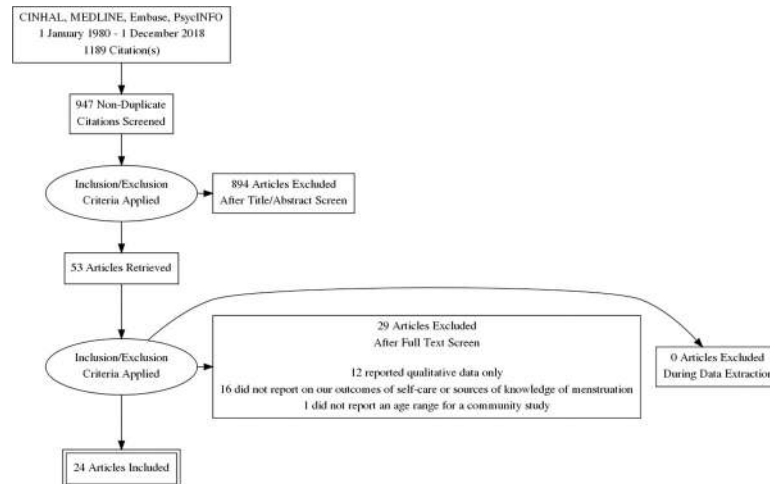 CINHAL, MEDLINE, Embase, PsycINFO
1 January 1980 - 1 December 2018
1189 Citation(s)
947 Non-Duplicate
Citations Screened
Inclusion/Exclusion
Criteria Applied
894 Articles Excluded
After Title/Abstract Screen
53 Articles Retrieved
Inclusion/Exclusion
Criteria Applied
29 Articles Excluded
After Full Text Screen
12 reported qualitative data only
16 did not report on our outcomes of self-care or sources of knowledge of menstruation
1 did not report an age range for a community study
0 Articles Excluded
During Data Extraction
24 Articles Included